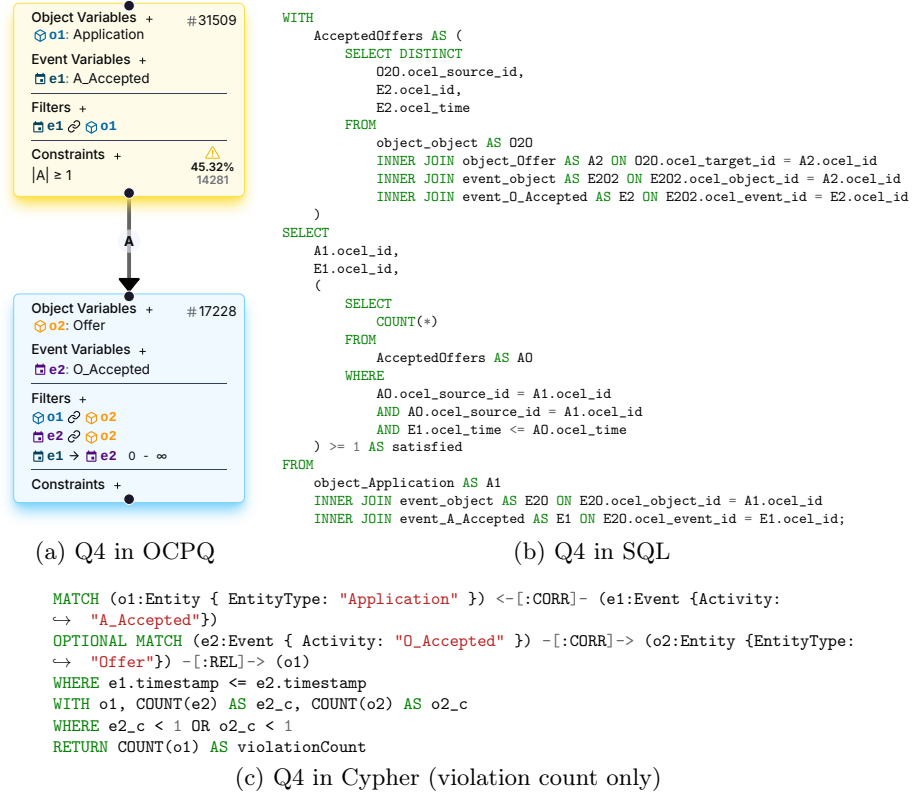 Object Variables + #31509
o1: Application
Event Variables +
e1: A_Accepted
Filters +
e1 o1
Constraints +
|A| ≥ 1
45.32%
14281
A
Object Variables + #17228
o2: Offer
Event Variables +
e2: O_Accepted
Filters +
o1 o2
e2 o2
e1 → e2 0 - ∞
Constraints +
(a) Q4 in OCPQ
WITH
AcceptedOffers AS (
SELECT DISTINCT
O2O.ocel_source_id,
E2.ocel_id,
E2.ocel_time
FROM
object_object AS O2O
INNER JOIN object_Offer AS A2 ON O2O.ocel_target_id = A2.ocel_id
INNER JOIN event_object AS E2O2 ON E2O2.ocel_object_id = A2.ocel_id
INNER JOIN event_O_Accepted AS E2 ON E2O2.ocel_event_id = E2.ocel_id
)
SELECT
A1.ocel_id,
E1.ocel_id,
(
SELECT
COUNT(*)
FROM
AcceptedOffers AS AO
WHERE
AO.ocel_source_id = A1.ocel_id
AND AO.ocel_source_id = A1.ocel_id
AND E1.ocel_time <= AO.ocel_time
) >= 1 AS satisfied
FROM
object_Application AS A1
INNER JOIN event_object AS E2O ON E2O.ocel_object_id = A1.ocel_id
INNER JOIN event_A_Accepted AS E1 ON E2O.ocel_event_id = E1.ocel_id;
(b) Q4 in SQL
MATCH (o1:Entity { EntityType: "Application" }) <-[:CORR]- (e1:Event {Activity:
↪ "A_Accepted"})
OPTIONAL MATCH (e2:Event { Activity: "O_Accepted" }) -[:CORR]-> (o2:Entity {EntityType:
↪ "Offer"}) -[:REL]-> (o1)
WHERE e1.timestamp <= e2.timestamp
WITH o1, COUNT(e2) AS e2_c, COUNT(o2) AS o2_c
WHERE e2_c < 1 OR o2_c < 1
RETURN COUNT(o1) AS violationCount
(c) Q4 in Cypher (violation count only)